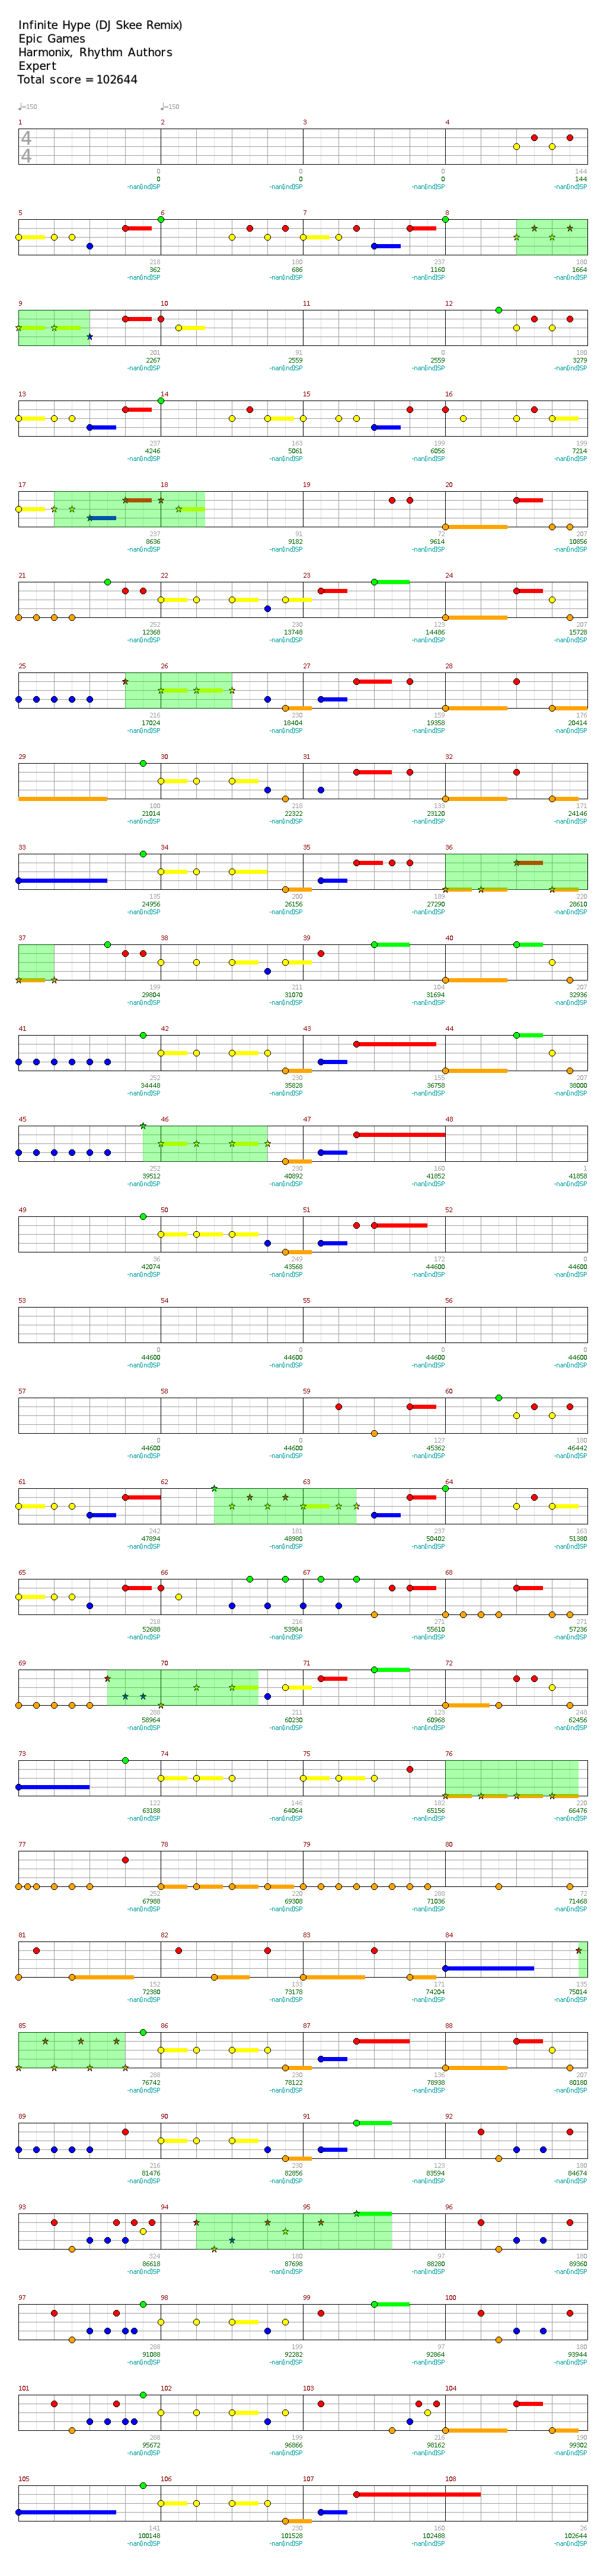 Infinite Hype (DJ Skee Remix)
Epic Games
Harmonix, Rhythm Authors
Expert
Total score = 102644
♩=150 ♩=150
1 2 3 4
4
4
0 0 0 144
0 0 0 144
-nan(ind)SP -nan(ind)SP -nan(ind)SP -nan(ind)SP
5 6 7 8
218 180 237 180
362 686 1160 1664
-nan(ind)SP -nan(ind)SP -nan(ind)SP -nan(ind)SP
9 10 11 12
201 91 0 180
2267 2559 2559 3279
-nan(ind)SP -nan(ind)SP -nan(ind)SP -nan(ind)SP
13 14 15 16
237 163 199 199
4246 5061 6056 7214
-nan(ind)SP -nan(ind)SP -nan(ind)SP -nan(ind)SP
17 18 19 20
237 91 72 207
8636 9182 9614 10856
-nan(ind)SP -nan(ind)SP -nan(ind)SP -nan(ind)SP
21 22 23 24
252 230 123 207
12368 13748 14486 15728
-nan(ind)SP -nan(ind)SP -nan(ind)SP -nan(ind)SP
25 26 27 28
216 230 159 176
17024 18404 19358 20414
-nan(ind)SP -nan(ind)SP -nan(ind)SP -nan(ind)SP
29 30 31 32
100 218 133 171
21014 22322 23120 24146
-nan(ind)SP -nan(ind)SP -nan(ind)SP -nan(ind)SP
33 34 35 36
135 200 189 220
24956 26156 27290 28610
-nan(ind)SP -nan(ind)SP -nan(ind)SP -nan(ind)SP
37 38 39 40
199 211 104 207
29804 31070 31694 32936
-nan(ind)SP -nan(ind)SP -nan(ind)SP -nan(ind)SP
41 42 43 44
252 230 155 207
34448 35828 36758 38000
-nan(ind)SP -nan(ind)SP -nan(ind)SP -nan(ind)SP
45 46 47 48
252 230 160 1
39512 40892 41852 41858
-nan(ind)SP -nan(ind)SP -nan(ind)SP -nan(ind)SP
49 50 51 52
36 249 172 0
42074 43568 44600 44600
-nan(ind)SP -nan(ind)SP -nan(ind)SP -nan(ind)SP
53 54 55 56
0 0 0 0
44600 44600 44600 44600
-nan(ind)SP -nan(ind)SP -nan(ind)SP -nan(ind)SP
57 58 59 60
0 0 127 180
44600 44600 45362 46442
-nan(ind)SP -nan(ind)SP -nan(ind)SP -nan(ind)SP
61 62 63 64
242 181 237 163
47894 48980 50402 51380
-nan(ind)SP -nan(ind)SP -nan(ind)SP -nan(ind)SP
65 66 67 68
218 216 271 271
52688 53984 55610 57236
-nan(ind)SP -nan(ind)SP -nan(ind)SP -nan(ind)SP
69 70 71 72
288 211 123 248
58964 60230 60968 62456
-nan(ind)SP -nan(ind)SP -nan(ind)SP -nan(ind)SP
73 74 75 76
122 146 182 220
63188 64064 65156 66476
-nan(ind)SP -nan(ind)SP -nan(ind)SP -nan(ind)SP
77 78 79 80
252 220 288 72
67988 69308 71036 71468
-nan(ind)SP -nan(ind)SP -nan(ind)SP -nan(ind)SP
81 82 83 84
152 133 171 135
72380 73178 74204 75014
-nan(ind)SP -nan(ind)SP -nan(ind)SP -nan(ind)SP
85 86 87 88
288 230 136 207
76742 78122 78938 80180
-nan(ind)SP -nan(ind)SP -nan(ind)SP -nan(ind)SP
89 90 91 92
216 230 123 180
81476 82856 83594 84674
-nan(ind)SP -nan(ind)SP -nan(ind)SP -nan(ind)SP
93 94 95 96
324 180 97 180
86618 87698 88280 89360
-nan(ind)SP -nan(ind)SP -nan(ind)SP -nan(ind)SP
97 98 99 100
288 199 97 180
91088 92282 92864 93944
-nan(ind)SP -nan(ind)SP -nan(ind)SP -nan(ind)SP
101 102 103 104
288 199 216 190
95672 96866 98162 99302
-nan(ind)SP -nan(ind)SP -nan(ind)SP -nan(ind)SP
105 106 107 108
141 230 160 26
100148 101528 102488 102644
-nan(ind)SP -nan(ind)SP -nan(ind)SP -nan(ind)SP